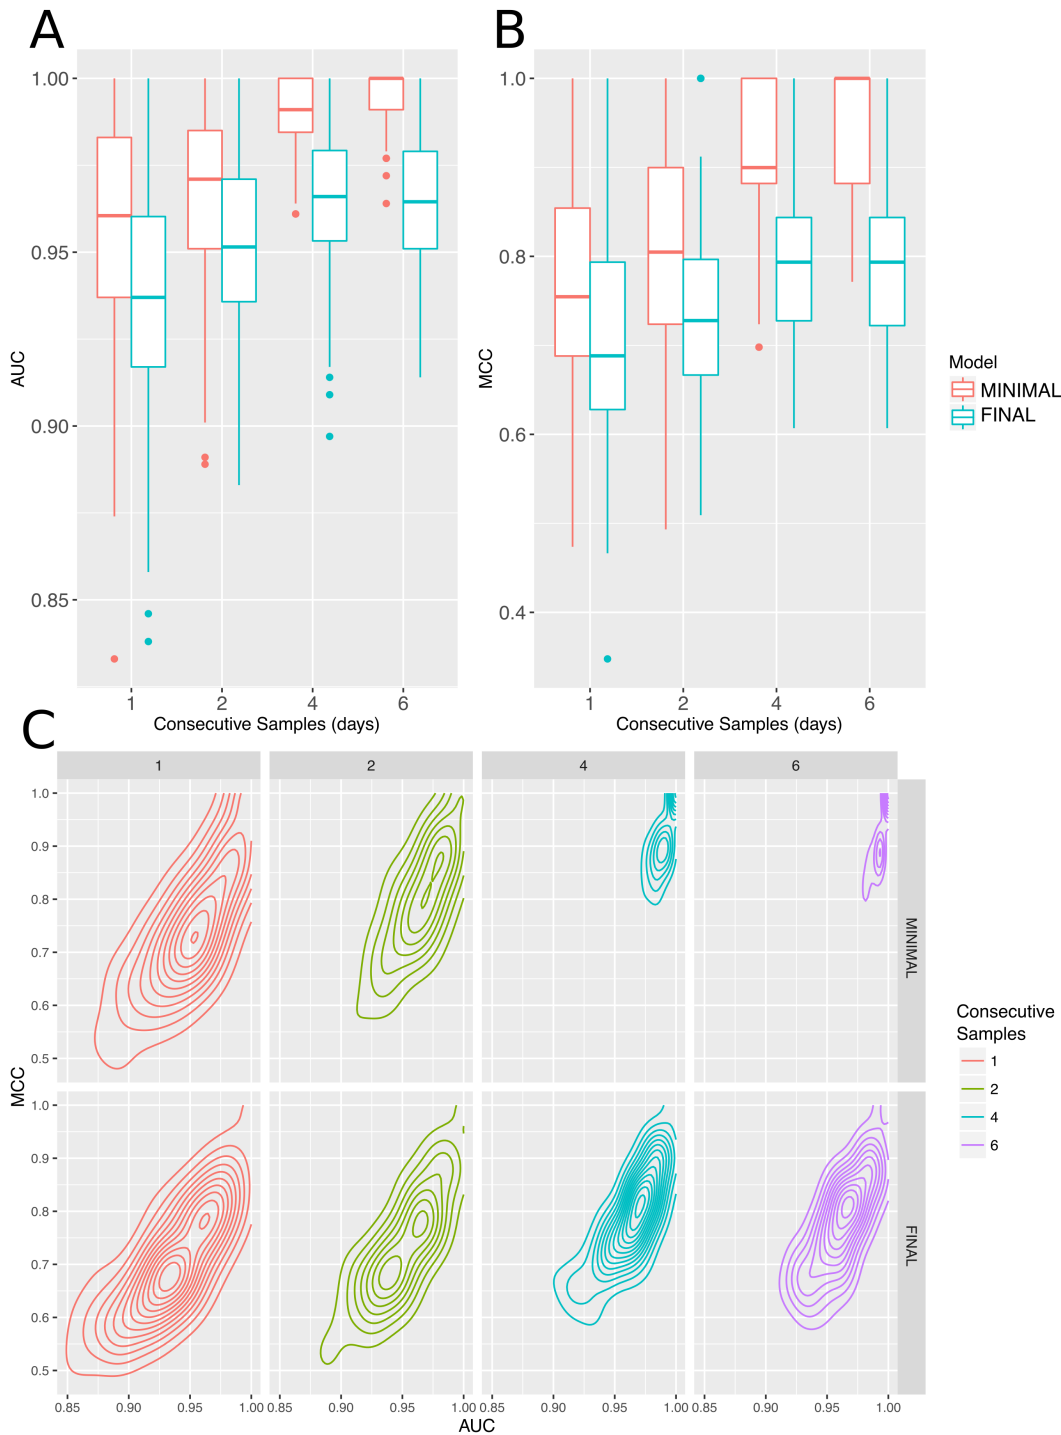 A
B
1.00
0.95
0.90
0.85
AUC
1 2 4 6
Consecutive Samples (days)
1.0
0.8
0.6
0.4
MCC
1 2 4 6
Consecutive Samples (days)
Model
MINIMAL
FINAL
C
1 2 4 6
1.0
0.9
0.8
0.7
0.6
0.5
MINIMAL
MCC
1.0
0.9
0.8
0.7
0.6
0.5
FINAL
0.85 0.90 0.95 1.00 0.85 0.90 0.95 1.00 0.85 0.90 0.95 1.00 0.85 0.90 0.95 1.00
AUC
Consecutive
Samples
1
2
4
6